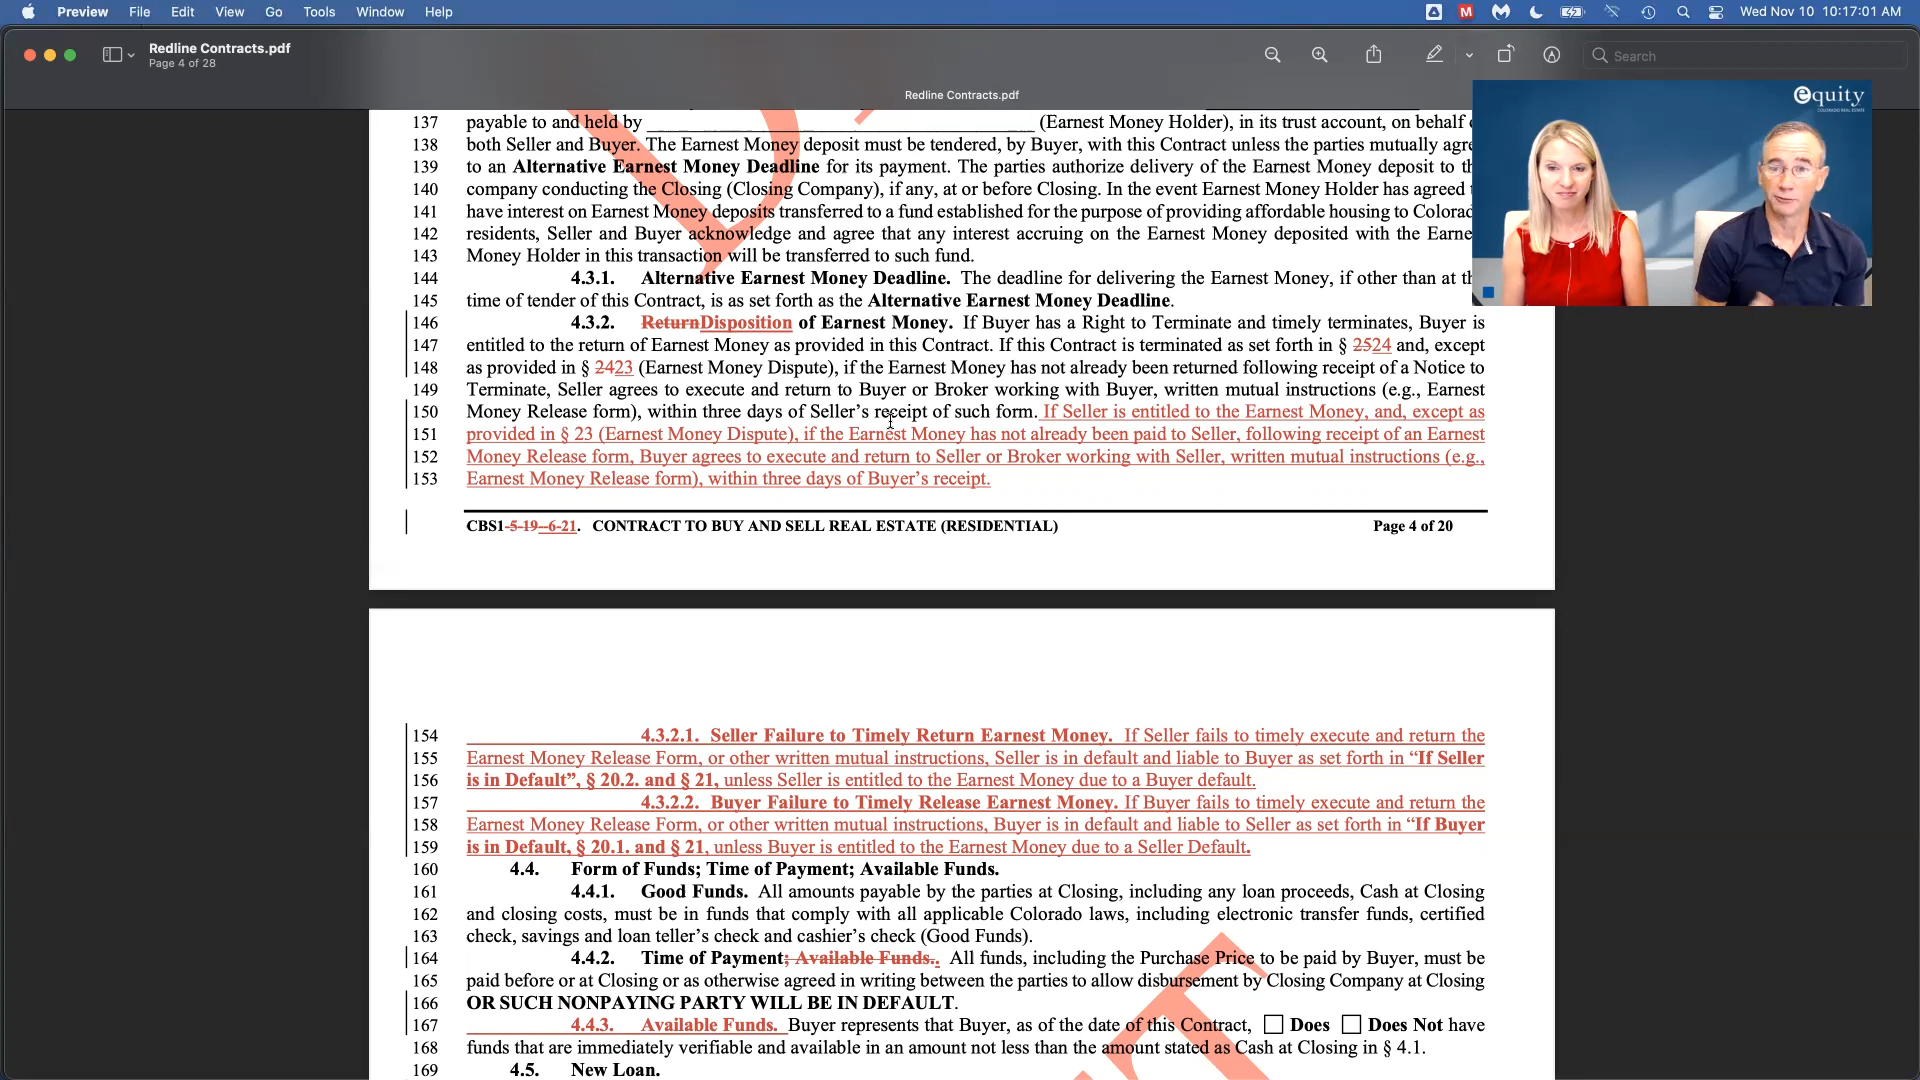 Preview File Edit View Go Tools Window Help Wed Nov 10 10:17:01 AM
Redline Contracts.pdf
Page 4 of 28
Search
Redline Contracts.pdf
equity
COLORADO REAL ESTATE
137 payable to and held by ______ (Earnest Money Holder), in its trust account, on behalf
138 both Seller and Buyer. The Earnest Money deposit must be tendered, by Buyer, with this Contract unless the parties mutually agre
139 to an Alternative Earnest Money Deadline for its payment. The parties authorize delivery of the Earnest Money deposit to th
140 company conducting the Closing (Closing Company), if any, at or before Closing. In the event Earnest Money Holder has agreed
141 have interest on Earnest Money deposits transferred to a fund established for the purpose of providing affordable housing to Colorad
142 residents, Seller and Buyer acknowledge and agree that any interest accruing on the Earnest Money deposited with the Earne
143 Money Holder in this transaction will be transferred to such fund.
144 4.3.1. Alternative Earnest Money Deadline. The deadline for delivering the Earnest Money, if other than at th
145 time of tender of this Contract, is as set forth as the Alternative Earnest Money Deadline.
146 4.3.2. ReturnDisposition of Earnest Money. If Buyer has a Right to Terminate and timely terminates, Buyer is
147 entitled to the return of Earnest Money as provided in this Contract. If this Contract is terminated as set forth in § 2524 and, except
148 as provided in § 2423 (Earnest Money Dispute), if the Earnest Money has not already been returned following receipt of a Notice to
149 Terminate, Seller agrees to execute and return to Buyer or Broker working with Buyer, written mutual instructions (e.g., Earnest
150 Money Release form), within three days of Seller’s receipt of such form. If Seller is entitled to the Earnest Money, and, except as
151 provided in § 23 (Earnest Money Dispute), if the Earnest Money has not already been paid to Seller, following receipt of an Earnest
152 Money Release form, Buyer agrees to execute and return to Seller or Broker working with Seller, written mutual instructions (e.g.,
153 Earnest Money Release form), within three days of Buyer’s receipt.
CBS1-5-19--6-21. CONTRACT TO BUY AND SELL REAL ESTATE (RESIDENTIAL) Page 4 of 20
154 4.3.2.1. Seller Failure to Timely Return Earnest Money. If Seller fails to timely execute and return the
155 Earnest Money Release Form, or other written mutual instructions, Seller is in default and liable to Buyer as set forth in “If Seller
156 is in Default”, § 20.2. and § 21, unless Seller is entitled to the Earnest Money due to a Buyer default.
157 4.3.2.2. Buyer Failure to Timely Release Earnest Money. If Buyer fails to timely execute and return the
158 Earnest Money Release Form, or other written mutual instructions, Buyer is in default and liable to Seller as set forth in “If Buyer
159 is in Default, § 20.1. and § 21, unless Buyer is entitled to the Earnest Money due to a Seller Default.
160 4.4. Form of Funds; Time of Payment; Available Funds.
161 4.4.1. Good Funds. All amounts payable by the parties at Closing, including any loan proceeds, Cash at Closing
162 and closing costs, must be in funds that comply with all applicable Colorado laws, including electronic transfer funds, certified
163 check, savings and loan teller’s check and cashier’s check (Good Funds).
164 4.4.2. Time of Payment; Available Funds.. All funds, including the Purchase Price to be paid by Buyer, must be
165 paid before or at Closing or as otherwise agreed in writing between the parties to allow disbursement by Closing Company at Closing
166 OR SUCH NONPAYING PARTY WILL BE IN DEFAULT.
167 4.4.3. Available Funds. Buyer represents that Buyer, as of the date of this Contract, ☐ Does ☐ Does Not have
168 funds that are immediately verifiable and available in an amount not less than the amount stated as Cash at Closing in § 4.1.
169 4.5. New Loan.